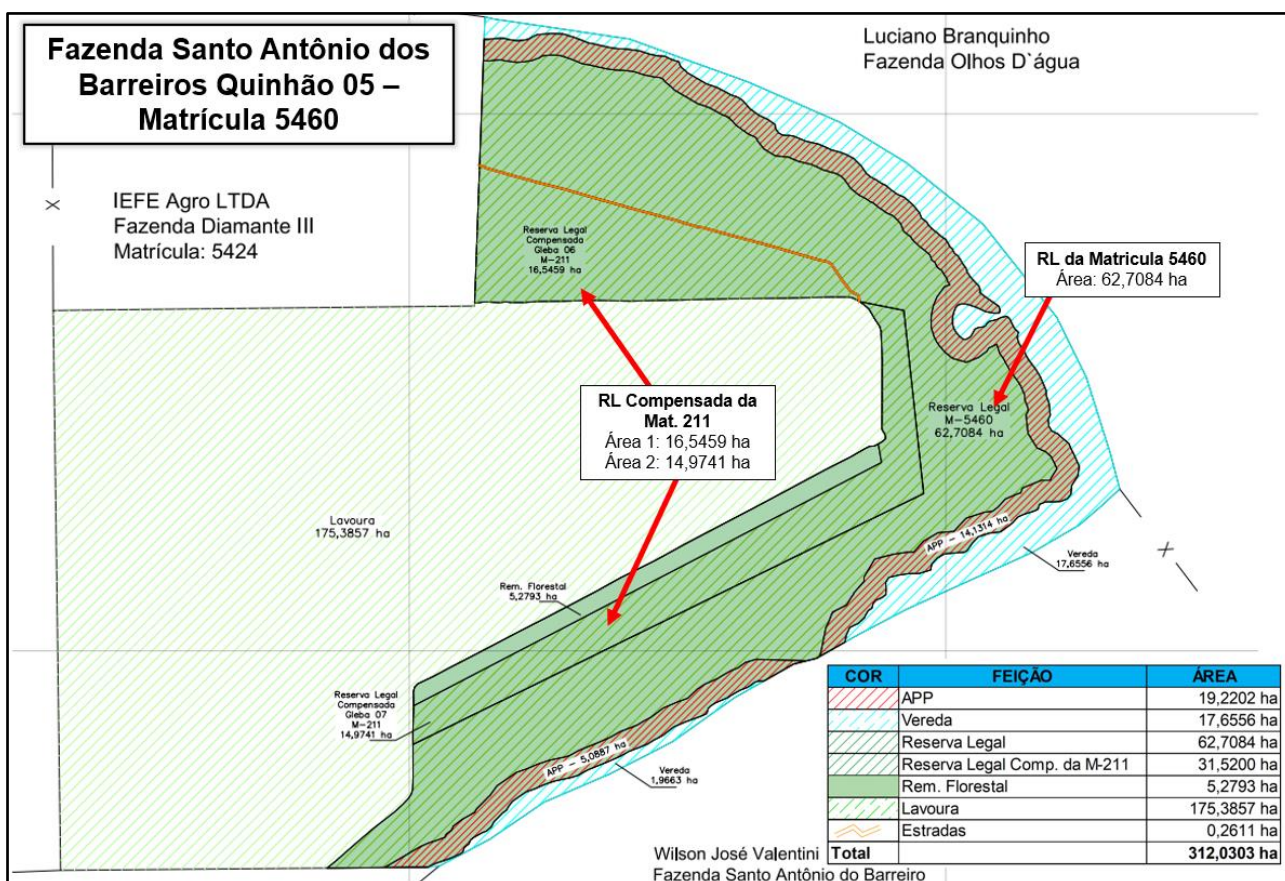 Fazenda Santo Antônio dos
Barreiros Quinhão 05 –
Matrícula 5460
Luciano Branquinho
Fazenda Olhos D`água
IEFE Agro LTDA
Fazenda Diamante III
Matrícula: 5424
X
Reserva Legal
Compensada
Gleba 06
M-211
16,5459 ha
RL da Matricula 5460
Área: 62,7084 ha
RL Compensada da
Mat. 211
Área 1: 16,5459 ha
Área 2: 14,9741 ha
Reserva Legal
M-5460
62,7084 ha
Lavoura
175,3857 ha
APP - 14,1314 ha
Vereda
17,6556 ha
X
Rem. Florestal
5,2793 ha
Reserva Legal
Compensada
Gleba 07
M-211
14,9741 ha
APP - 5,0887 ha
Vereda
1,9663 ha
COR FEIÇÃO ÁREA
APP 19,2202 ha
Vereda 17,6556 ha
Reserva Legal 62,7084 ha
Reserva Legal Comp. da M-211 31,5200 ha
Rem. Florestal 5,2793 ha
Lavoura 175,3857 ha
Estradas 0,2611 ha
Total 312,0303 ha
Wilson José Valentini
Fazenda Santo Antônio do Barreiro